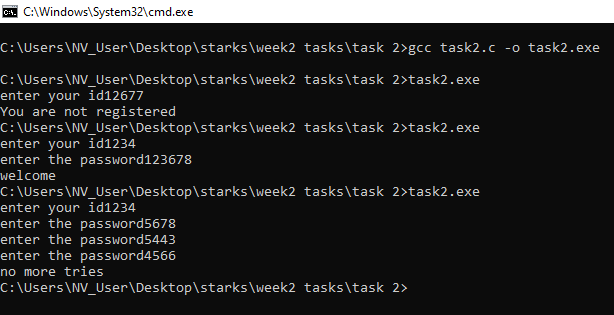 C:\Windows\System32\cmd.exe
C:\Users\NV_User\Desktop\starks\week2 tasks\task 2>gcc task2.c -o task2.exe
C:\Users\NV_User\Desktop\starks\week2 tasks\task 2>task2.exe
enter your id12677
You are not registered
C:\Users\NV_User\Desktop\starks\week2 tasks\task 2>task2.exe
enter your id1234
enter the password123678
welcome
C:\Users\NV_User\Desktop\starks\week2 tasks\task 2>task2.exe
enter your id1234
enter the password5678
enter the password5443
enter the password4566
no more tries
C:\Users\NV_User\Desktop\starks\week2 tasks\task 2>